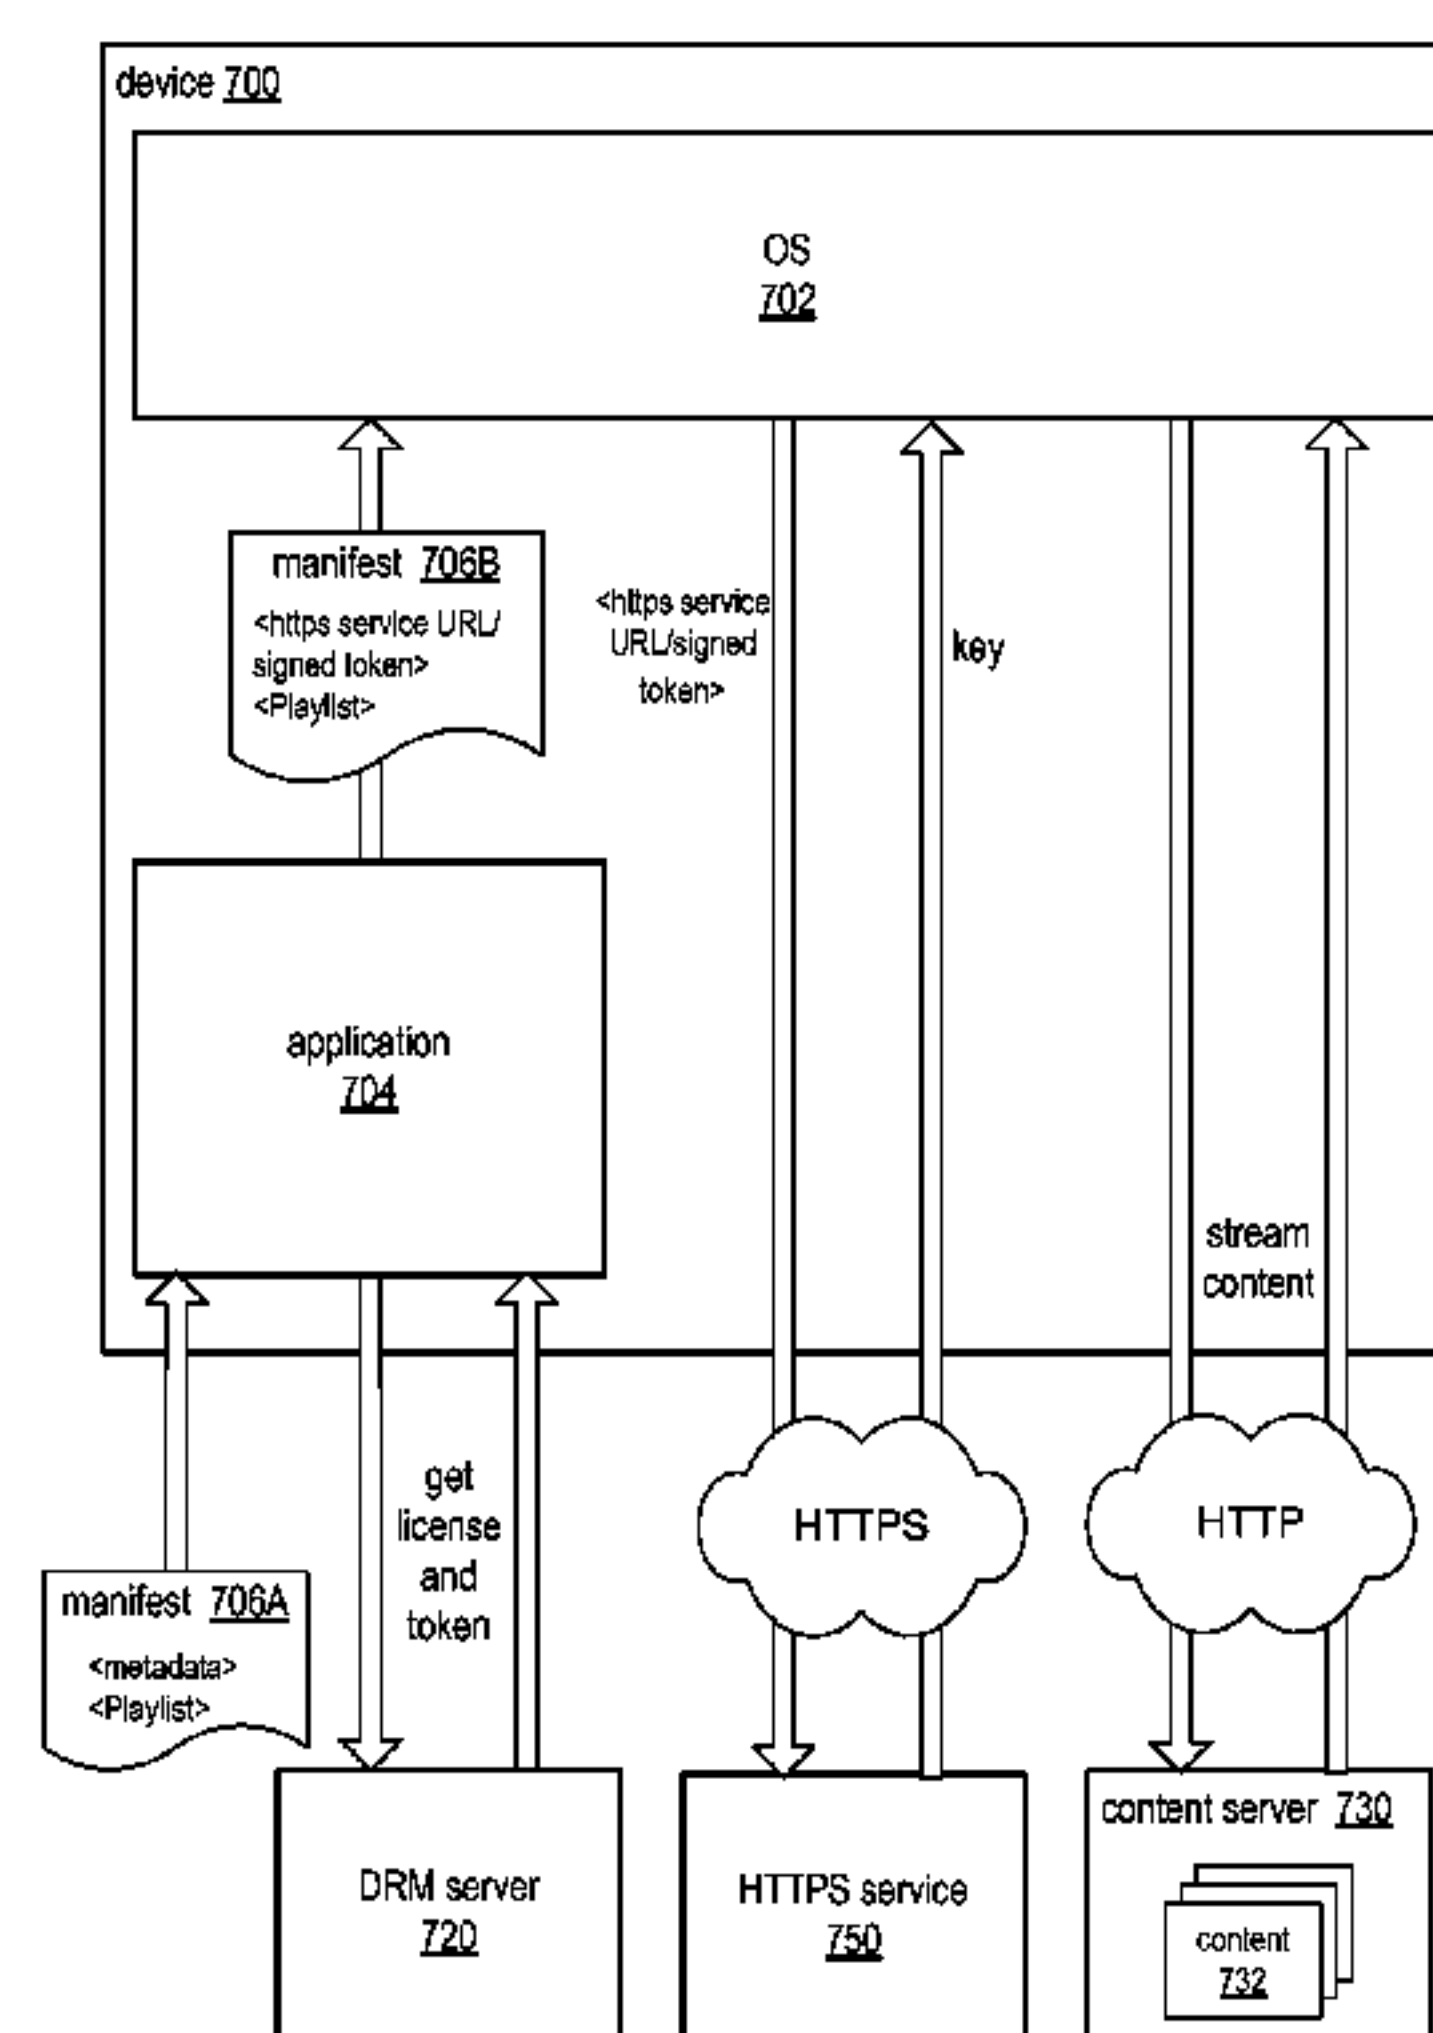 device 700
OS
702
manifest 706B
<https service URL/
signed token>
<Playlist>
<https service
URL/signed
token>
key
application
704
stream
content
get
license
and
token
HTTPS
HTTP
manifest 706A
<metadata>
<Playlist>
DRM server
720
HTTPS service
750
content server 730
content
732